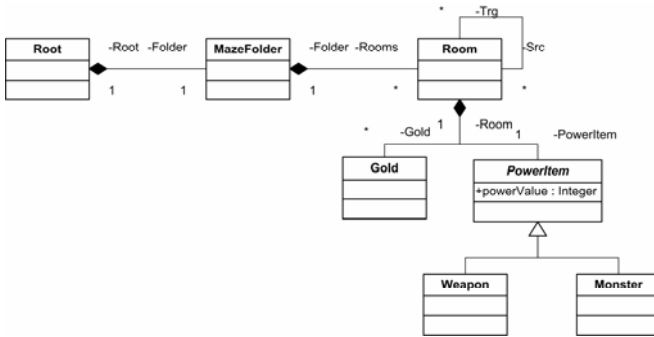 * -Trg
Root -Root -Folder MazeFolder -Folder -Rooms Room -Src
1 1 1 * *
* -Gold 1 -Room 1 -PowerItem
Gold PowerItem
+powerValue : Integer
Weapon Monster